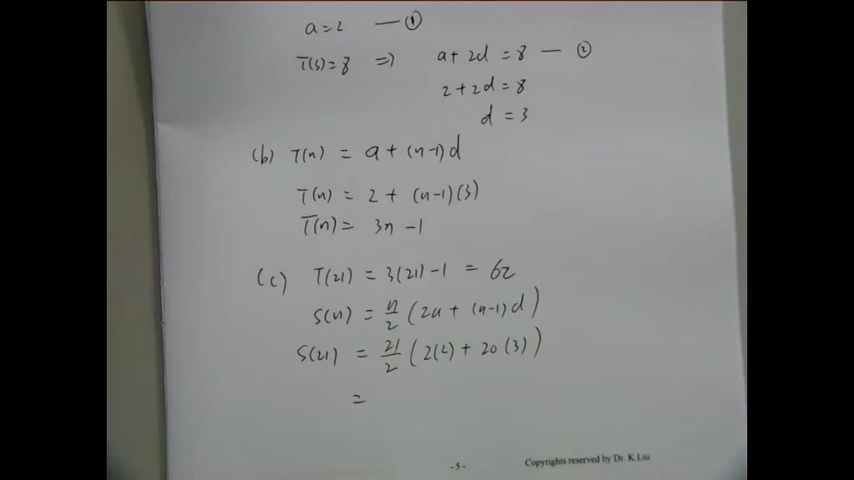 a = 2 — ①
T(3) = 8 => a + 2d = 8 — ②
2 + 2d = 8
d = 3
(b) T(n) = a + (n-1)d
T(n) = 2 + (n-1)(3)
T(n) = 3n - 1
(c) T(21) = 3(21) - 1 = 62
S(n) = n/2 (2a + (n-1)d)
S(21) = 21/2 (2(2) + 20(3))
=
- 5 - Copyrights reserved by Dr. K.Liu